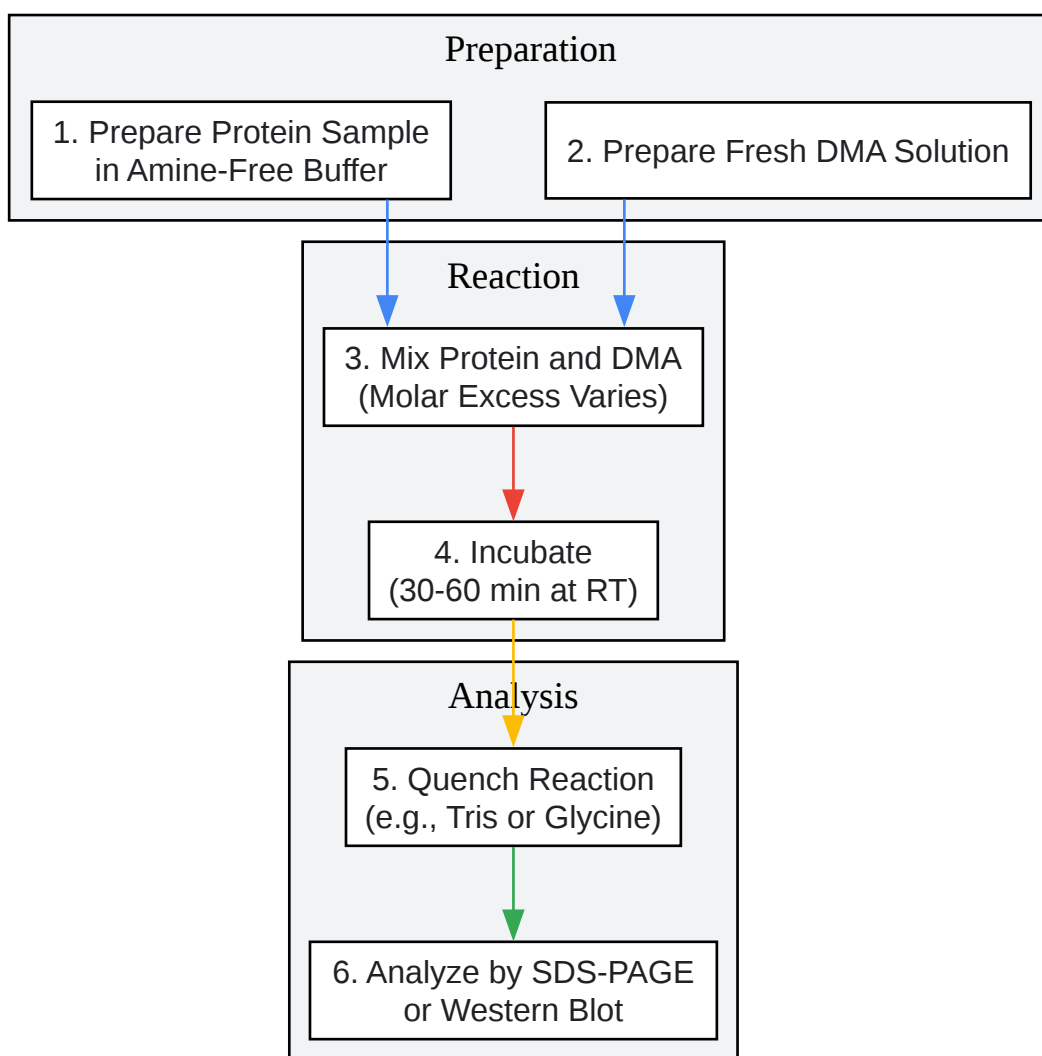 Preparation
1. Prepare Protein Sample
in Amine-Free Buffer
2. Prepare Fresh DMA Solution
Reaction
3. Mix Protein and DMA
(Molar Excess Varies)
4. Incubate
(30-60 min at RT)
Analysis
5. Quench Reaction
(e.g., Tris or Glycine)
6. Analyze by SDS-PAGE
or Western Blot